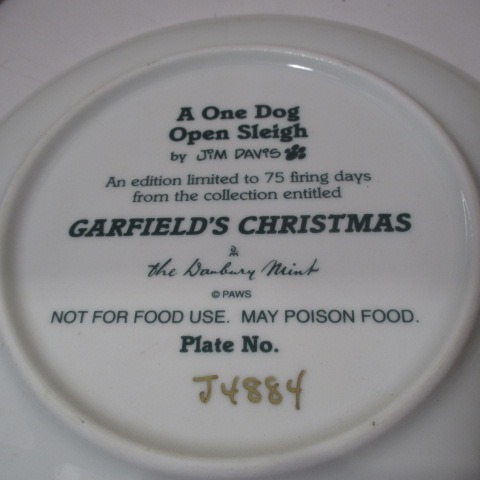 A One Dog
Open Sleigh
by JIM DAVIS
An edition limited to 75 firing days
from the collection entitled
GARFIELD'S CHRISTMAS
the Danbury Mint
© PAWS
NOT FOR FOOD USE. MAY POISON FOOD.
Plate No.
J4884